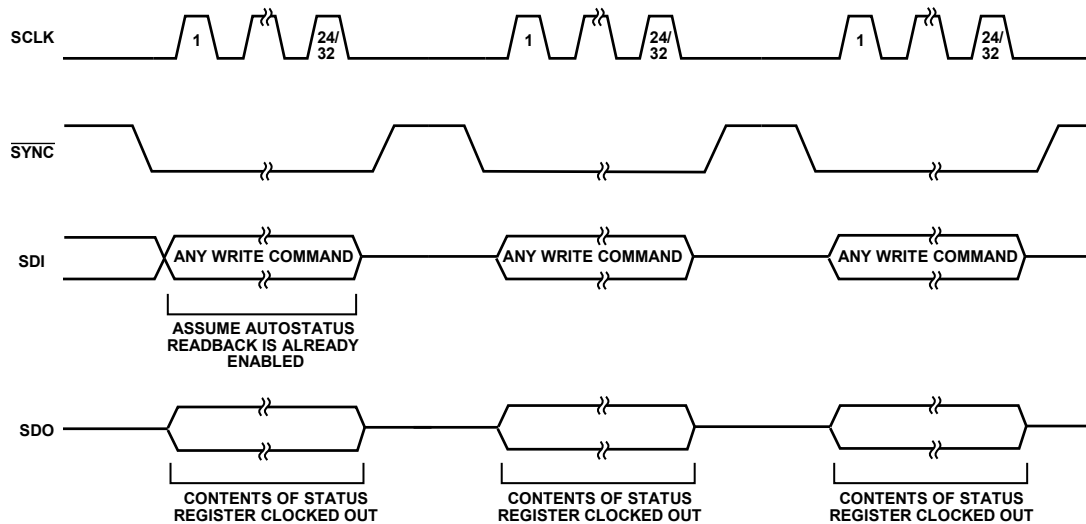 SCLK
1
24/
32
1
24/
32
1
24/
32
SYNC
SDI
ANY WRITE COMMAND
ANY WRITE COMMAND
ANY WRITE COMMAND
ASSUME AUTOSTATUS
READBACK IS ALREADY
ENABLED
SDO
CONTENTS OF STATUS
REGISTER CLOCKED OUT
CONTENTS OF STATUS
REGISTER CLOCKED OUT
CONTENTS OF STATUS
REGISTER CLOCKED OUT